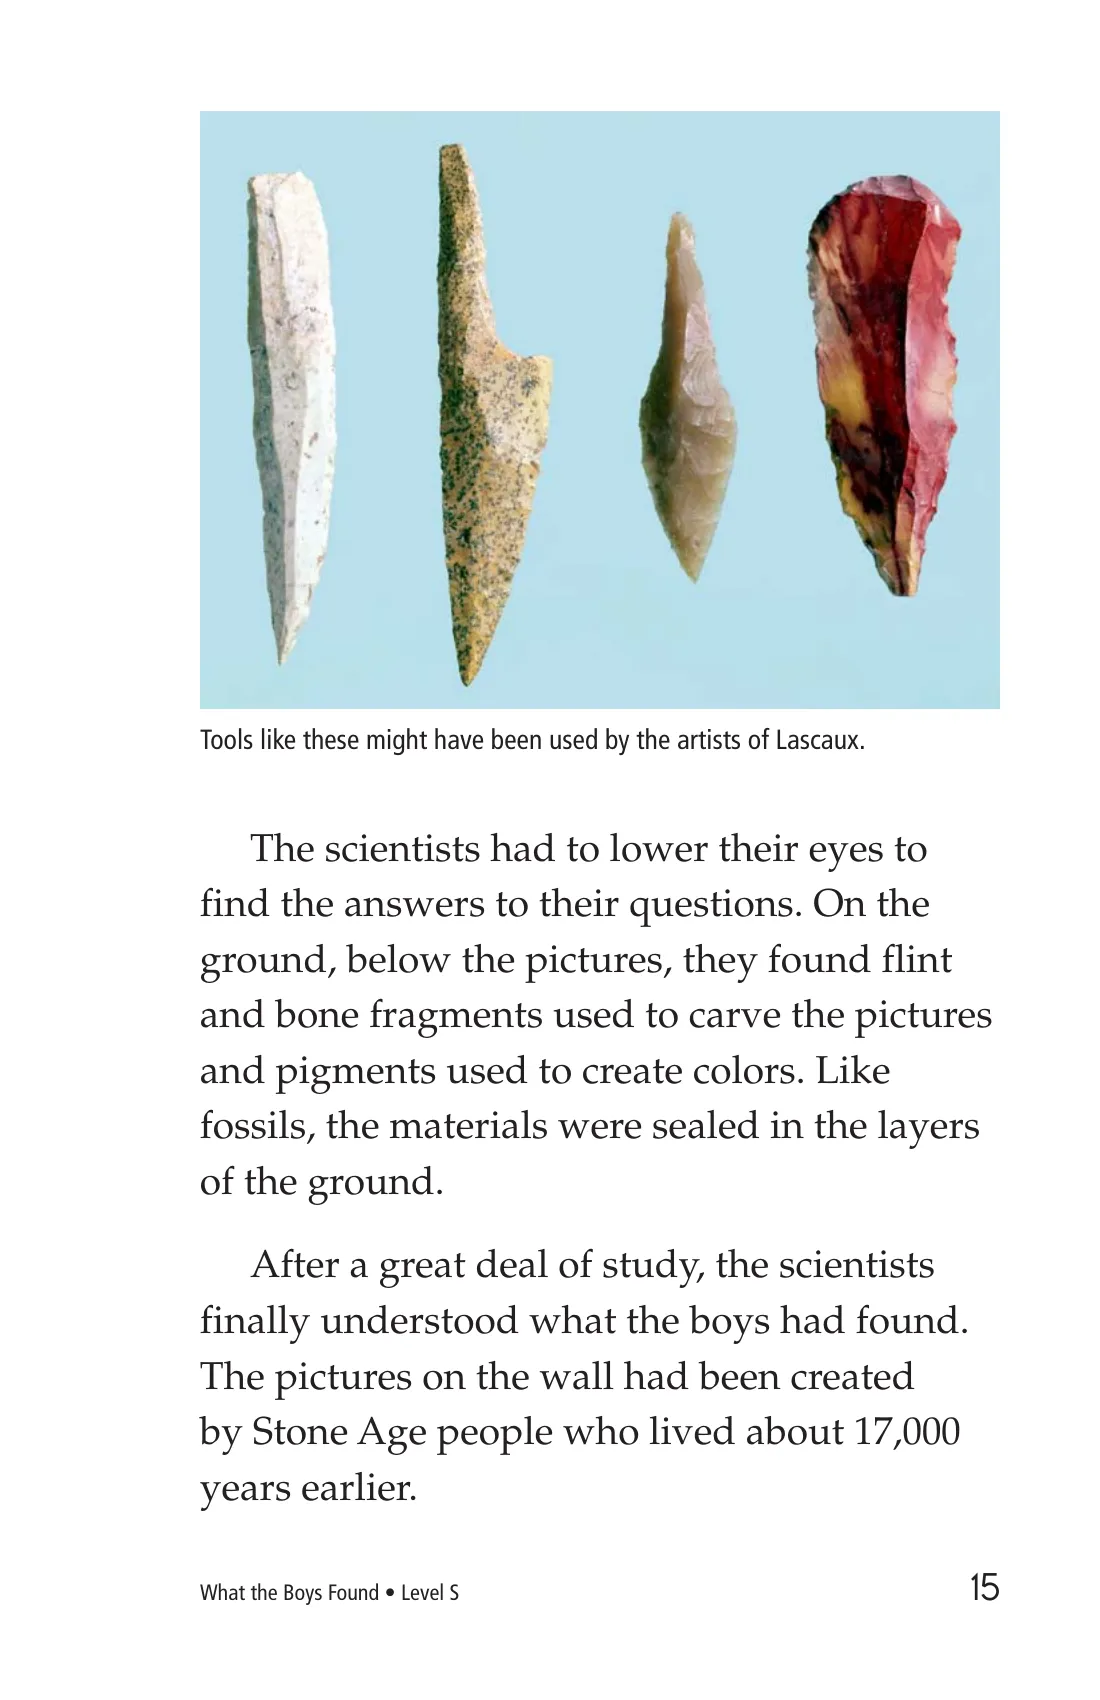 Tools like these might have been used by the artists of Lascaux.
The scientists had to lower their eyes to
find the answers to their questions. On the
ground, below the pictures, they found flint
and bone fragments used to carve the pictures
and pigments used to create colors. Like
fossils, the materials were sealed in the layers
of the ground.
After a great deal of study, the scientists
finally understood what the boys had found.
The pictures on the wall had been created
by Stone Age people who lived about 17,000
years earlier.
What the Boys Found • Level S 15